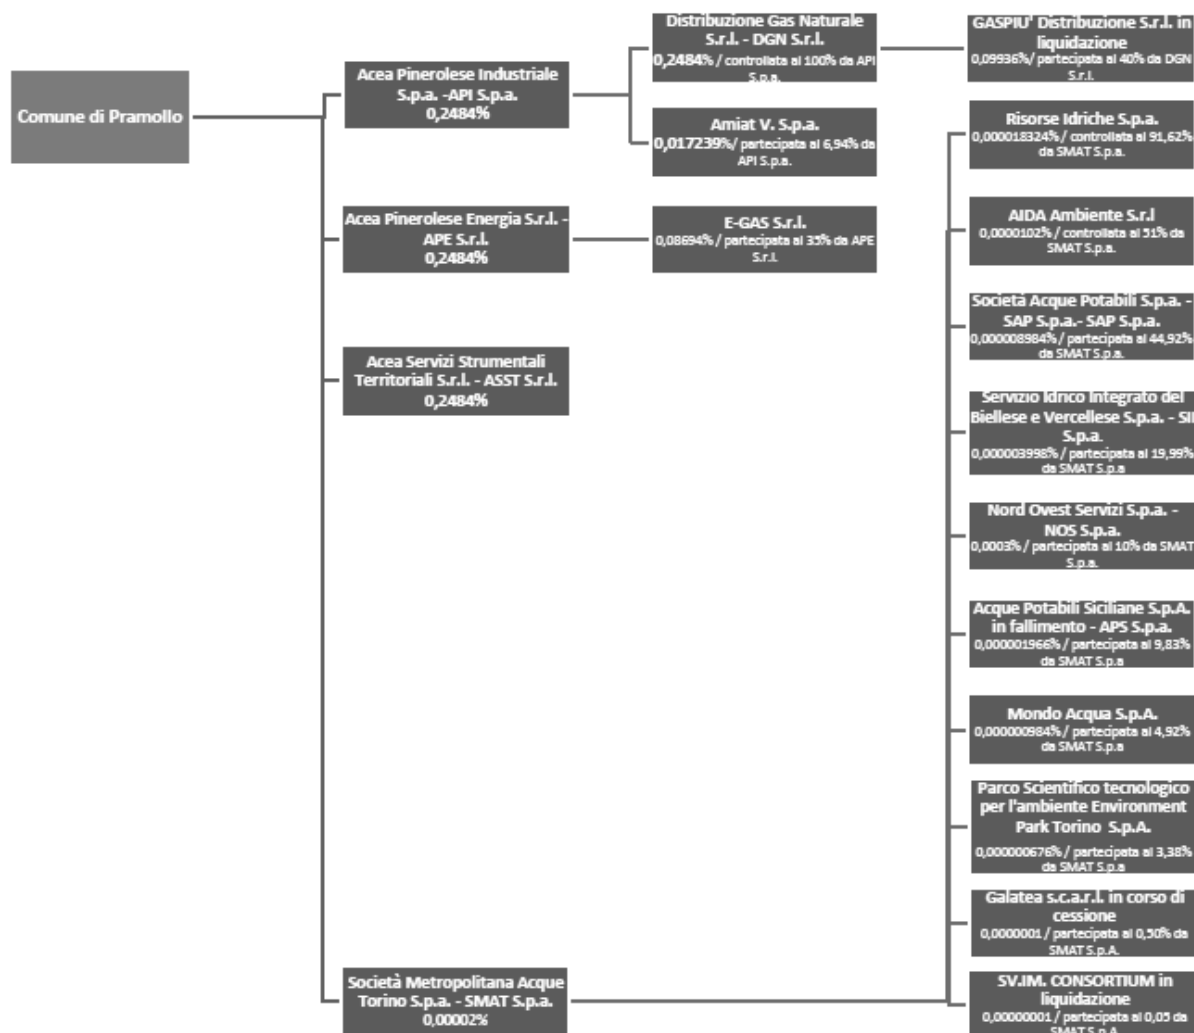 Comune di Pramollo
Acea Pinerolese Industriale
S.p.a. -API S.p.a.
0,2484%
Distribuzione Gas Naturale
S.r.l. - DGN S.r.l.
0,2484% / controllata al 100% da API
S.p.a.
GASPIU' Distribuzione S.r.l. in
liquidazione
0,09936%/ partecipata al 40% da DGN
S.r.l.
Amiat V. S.p.a.
0,017239%/ partecipata al 6,94% da
API S.p.a.
Acea Pinerolese Energia S.r.l. -
APE S.r.l.
0,2484%
E-GAS S.r.l.
0,08694% / partecipata al 35% da APE
S.r.l.
Acea Servizi Strumentali
Territoriali S.r.l. - ASST S.r.l.
0,2484%
Società Metropolitana Acque
Torino S.p.a. - SMAT S.p.a.
0,00002%
Risorse Idriche S.p.a.
0,000018324% / controllata al 91,62%
da SMAT S.p.a.
AIDA Ambiente S.r.l
0,0000102% / controllata al 51% da
SMAT S.p.a.
Società Acque Potabili S.p.a. -
SAP S.p.a.- SAP S.p.a.
0,000008984% / partecipata al 44,92%
da SMAT S.p.a.
Servizio Idrico Integrato del
Biellese e Vercellese S.p.a. - SII
S.p.a.
0,000003998% / partecipata al 19,99%
da SMAT S.p.a
Nord Ovest Servizi S.p.a. -
NOS S.p.a.
0,0003% / partecipata al 10% da SMAT
S.p.a.
Acque Potabili Siciliane S.p.A.
in fallimento - APS S.p.a.
0,000001966% / partecipata al 9,83%
da SMAT S.p.a
Mondo Acqua S.p.A.
0,000000984% / partecipata al 4,92%
da SMAT S.p.a
Parco Scientifico tecnologico
per l'ambiente Environment
Park Torino S.p.A.
0,000000676% / partecipata al 3,38%
da SMAT S.p.a
Galatea s.c.a.r.l. in corso di
cessione
0,0000001 / partecipata al 0,50% da
SMAT S.p.A.
SV.IM. CONSORTIUM in
liquidazione
0,00000001 / partecipata al 0,05 da
SMAT S.p.A